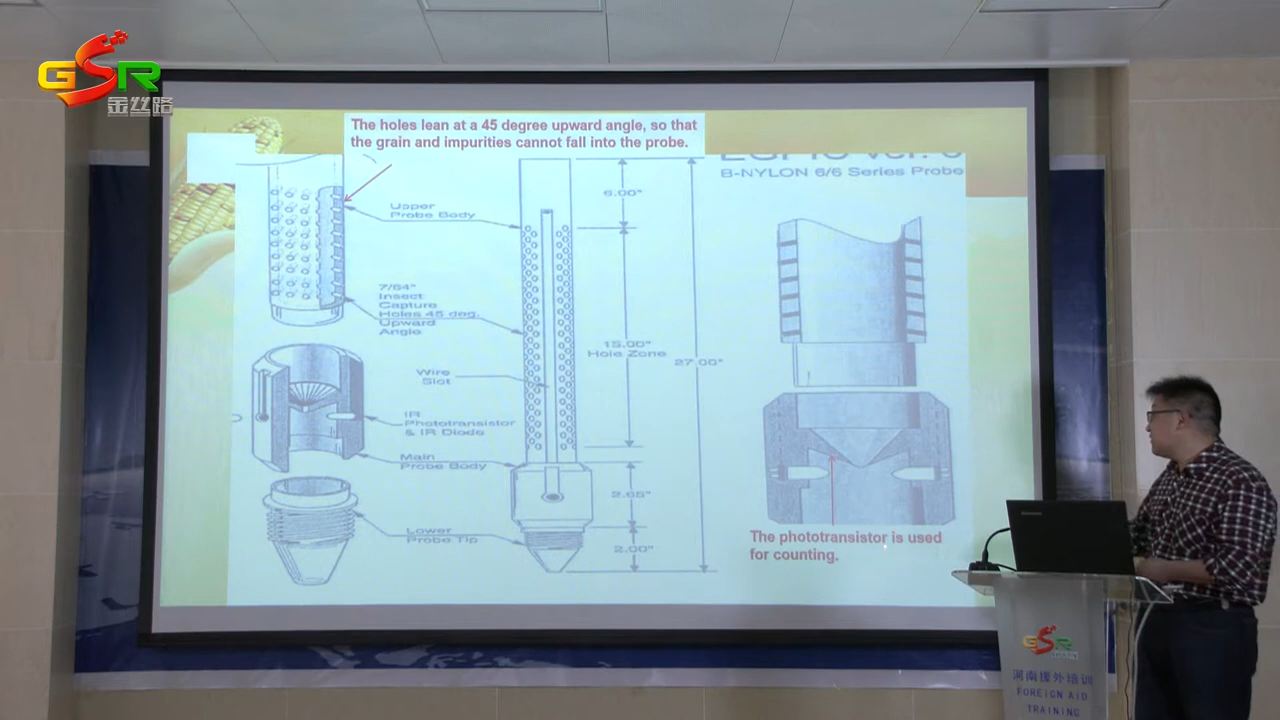 GSR
金丝路
The holes lean at a 45 degree upward angle, so that
the grain and impurities cannot fall into the probe.
B-NYLON 6/6 Series Probe
6.00"
Upper
Probe Body
7/64"
Insect
Capture
Holes 45 deg.
Upward
Angle
15.00"
Hole Zone
27.00"
Wire
Slot
IR
Phototransistor
& IR Diode
Main
Probe Body
2.65"
Lower
Probe Tip
2.00"
The phototransistor is used
for counting.
GSR
河南援外培训
FOREIGN AID
TRAINING